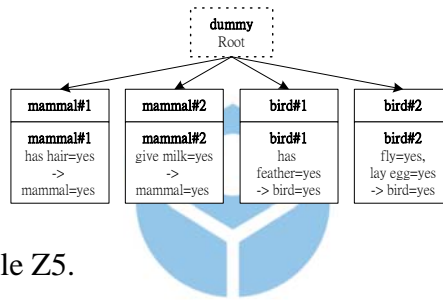 dummy
Root
mammal#1 mammal#2 bird#1 bird#2
mammal#1
has hair=yes
->
mammal=yes
mammal#2
give milk=yes
->
mammal=yes
bird#1
has
feather=yes
-> bird=yes
bird#2
fly=yes,
lay egg=yes
-> bird=yes
le Z5.